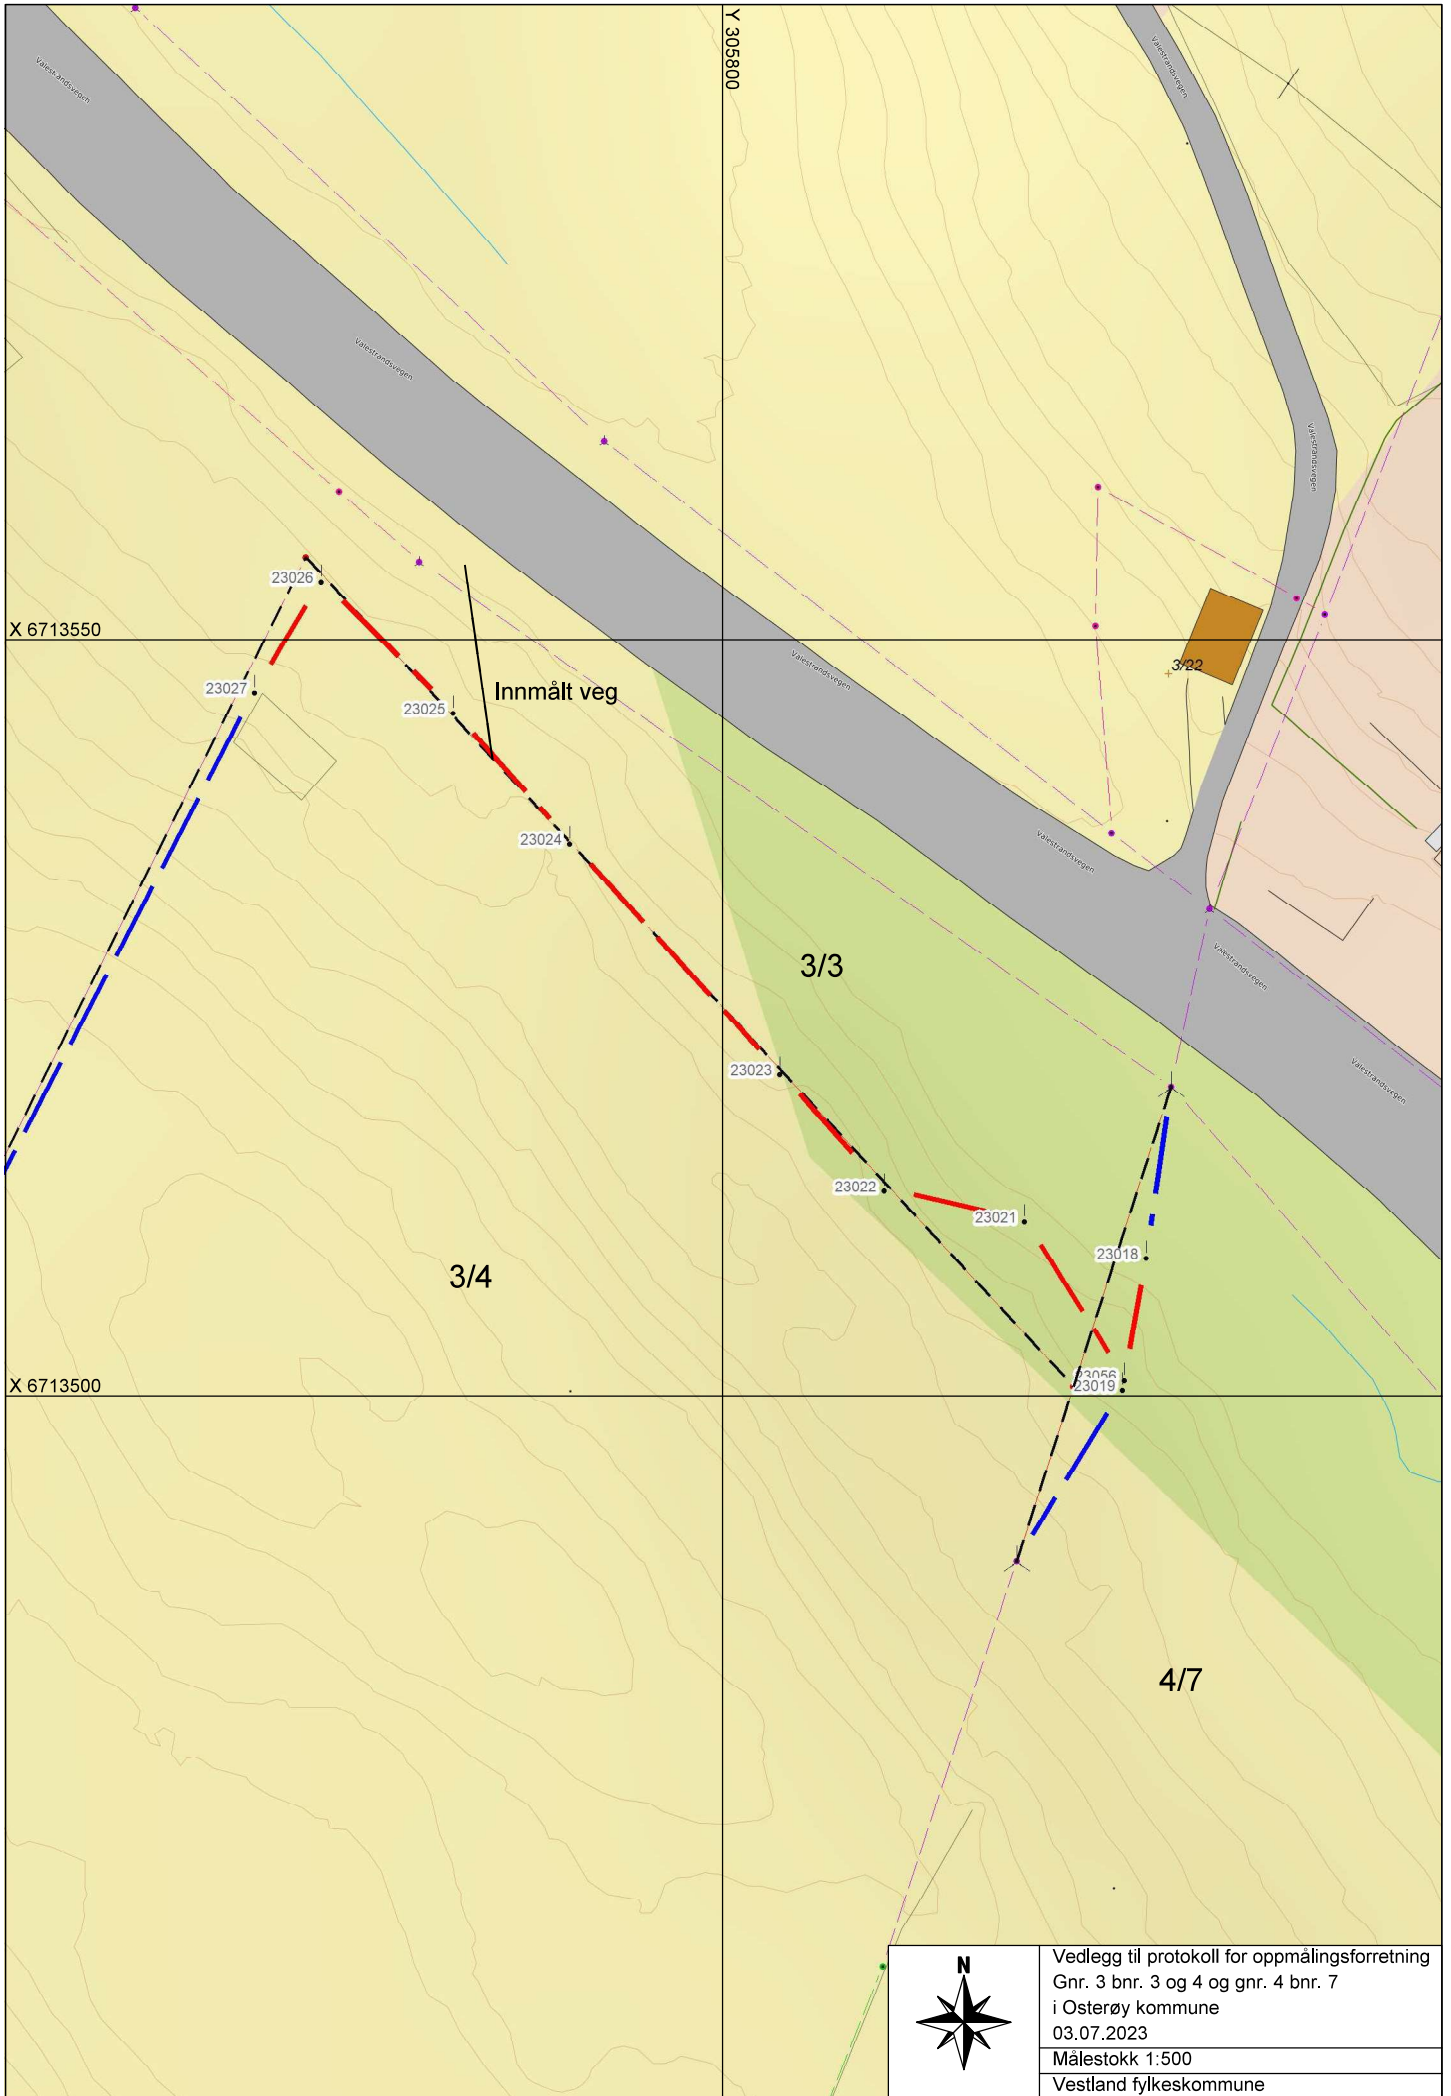 Y 305800
Valestrandsvegen
Valestrandsvegen
Valestrandsvegen
Valestrandsvegen
23026
X 6713550
Valestrandsvegen
3/22
23027
Innmålt veg
23025
23024
Valestrandsvegen
3/3
Valestrandsvegen
23023
Valestrandsvegen
23022
23021
23018
3/4
X 6713500
23056
23019
4/7
N
Vedlegg til protokoll for oppmålingsforretning
Gnr. 3 bnr. 3 og 4 og gnr. 4 bnr. 7
i Osterøy kommune
03.07.2023
Målestokk 1:500
Vestland fylkeskommune